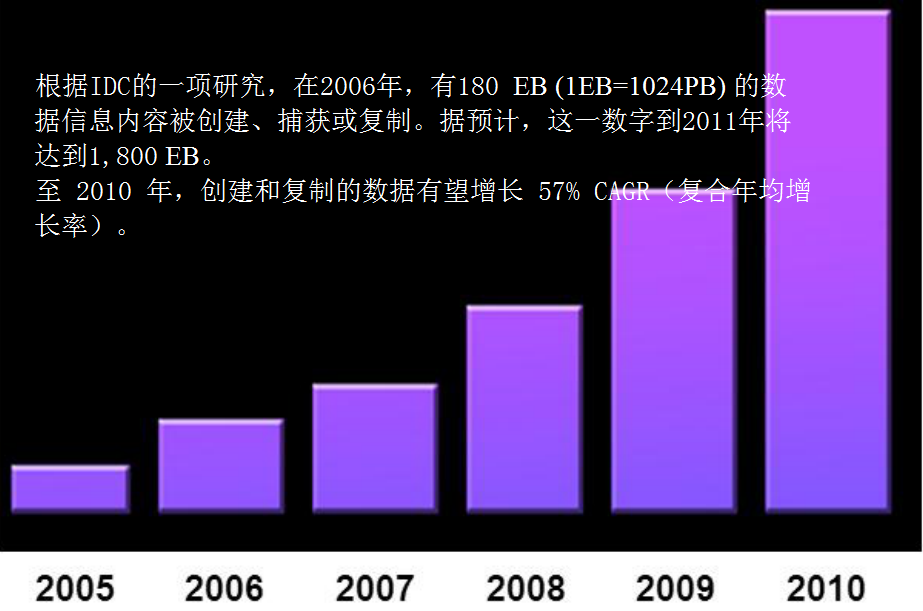 根据IDC的一项研究，在2006年，有180 EB (1EB=1024PB) 的数
据信息内容被创建、捕获或复制。据预计，这一数字到2011年将
达到1,800 EB。
至 2010 年，创建和复制的数据有望增长 57% CAGR（复合年均增
长率）。
2005 2006 2007 2008 2009 2010